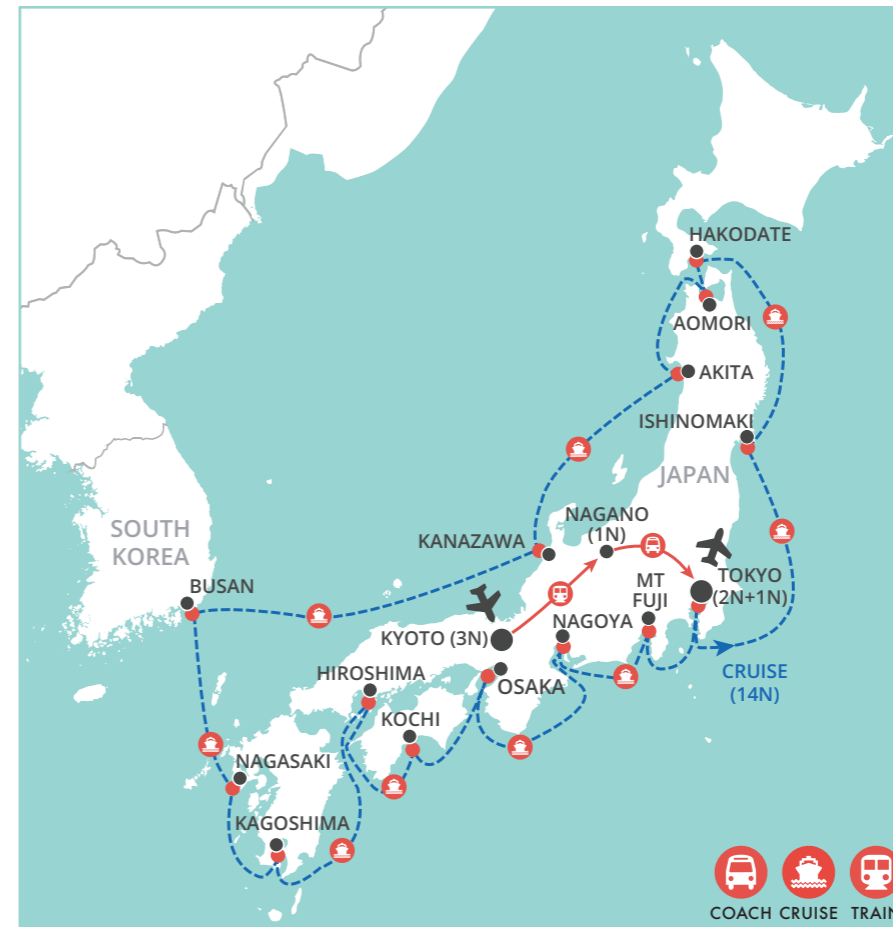 HAKODATE
AOMORI
AKITA
ISHINOMAKI
JAPAN
NAGANO
(1N)
KANAZAWA
SOUTH
KOREA
BUSAN
MT
FUJI
TOKYO
(2N+1N)
NAGOYA
KYOTO (3N)
HIROSHIMA
OSAKA
CRUISE
(14N)
KOCHI
NAGASAKI
KAGOSHIMA
COACH CRUISE TRAIN